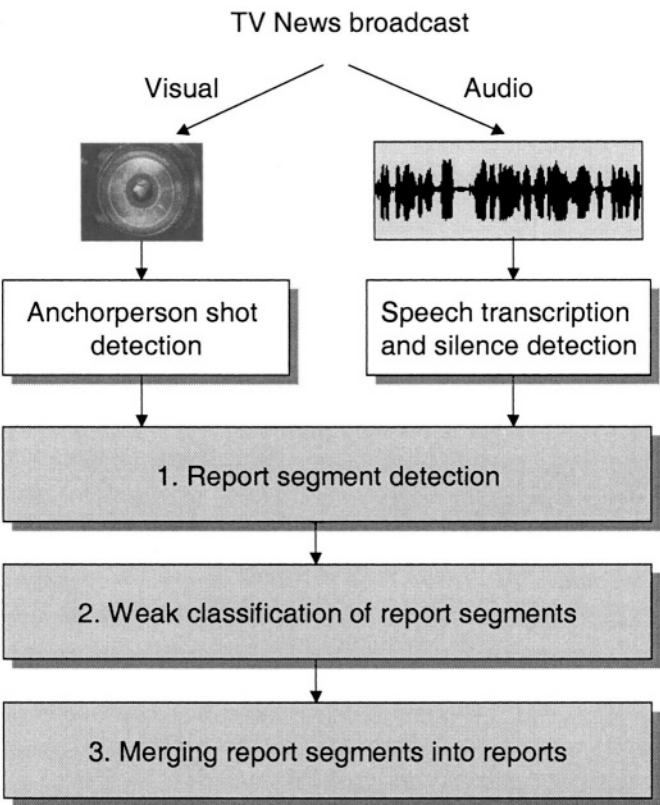 TV News broadcast
Visual
Audio
Anchorperson shot
detection
Speech transcription
and silence detection
1. Report segment detection
2. Weak classification of report segments
3. Merging report segments into reports